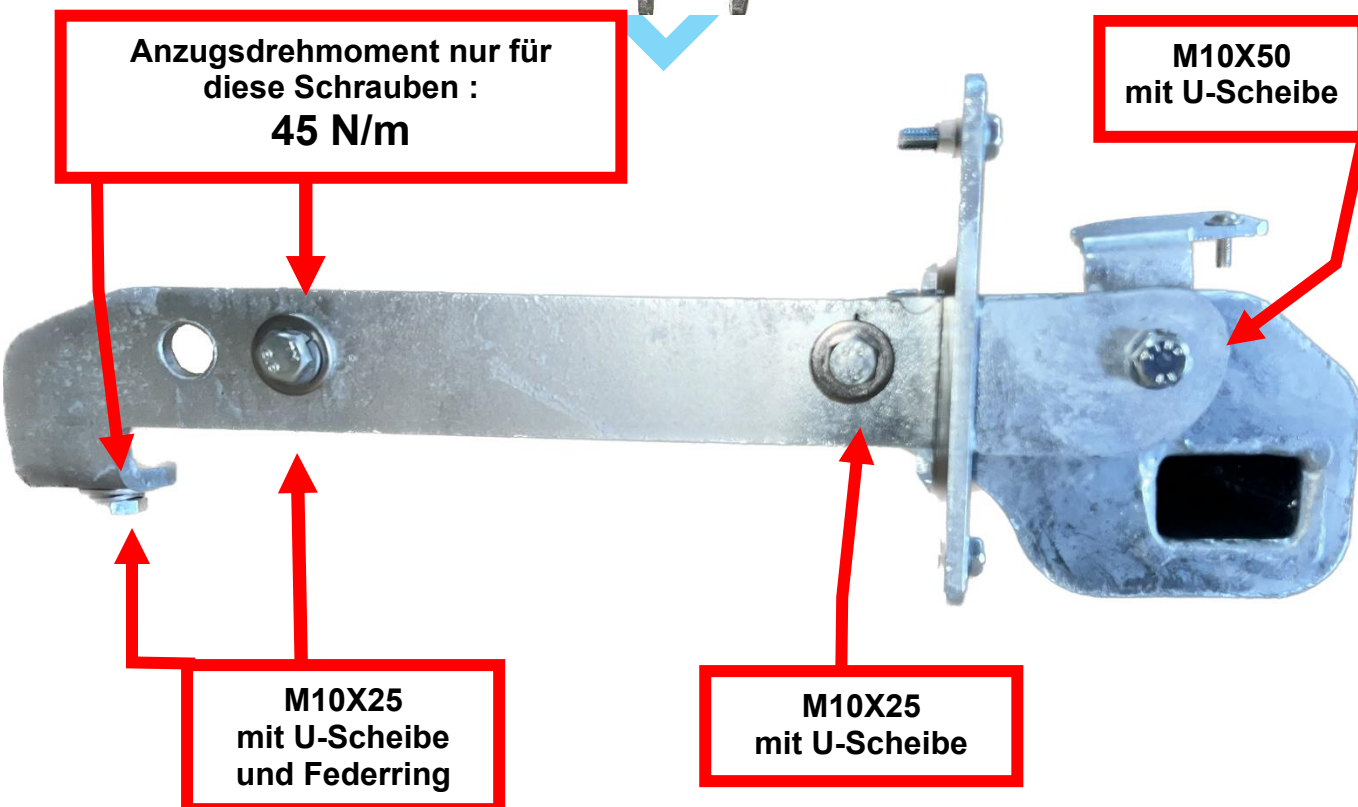 Anzugsdrehmoment nur für
diese Schrauben :
45 N/m
M10X50
mit U-Scheibe
M10X25
mit U-Scheibe
und Federring
M10X25
mit U-Scheibe